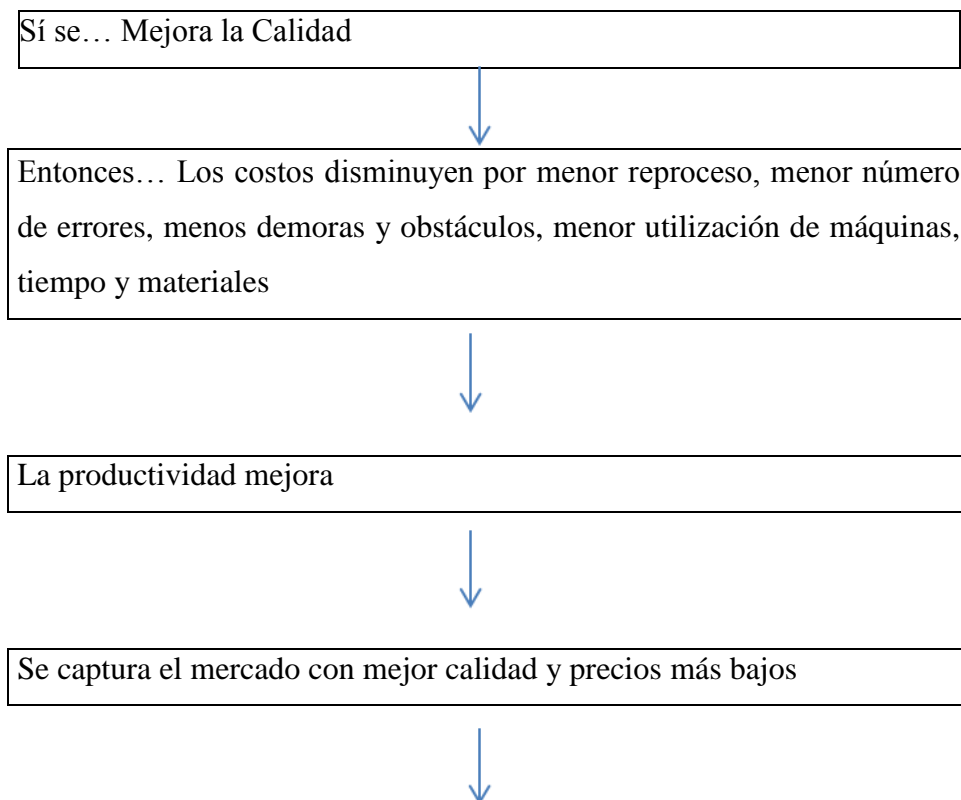 Sí se… Mejora la Calidad
Entonces… Los costos disminuyen por menor reproceso, menor número
de errores, menos demoras y obstáculos, menor utilización de máquinas,
tiempo y materiales
La productividad mejora
Se captura el mercado con mejor calidad y precios más bajos